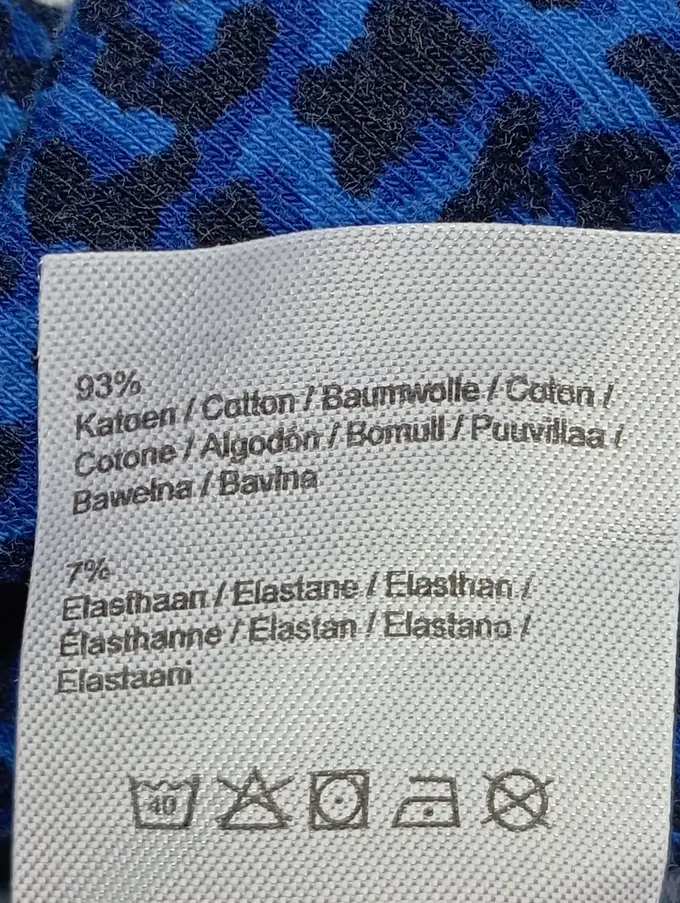 93%
Katoen / Cotton / Baumwolle / Coton /
Cotone / Algodón / Bomull / Puuvillaa /
Bawełna / Bavlna
7%
Elasthaan / Elastane / Elasthan /
Élasthanne / Elastan / Elastano /
Elastaani
40